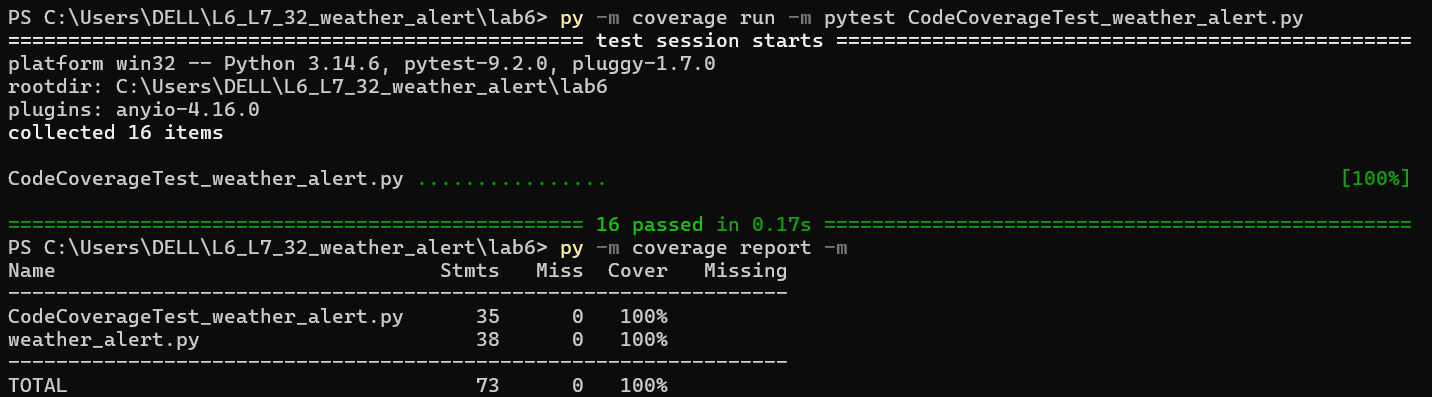 PS C:\Users\DELL\L6_L7_32_weather_alert\lab6> py -m coverage run -m pytest CodeCoverageTest_weather_alert.py
================================================ test session starts ================================================
platform win32 -- Python 3.14.6, pytest-9.2.0, pluggy-1.7.0
rootdir: C:\Users\DELL\L6_L7_32_weather_alert\lab6
plugins: anyio-4.16.0
collected 16 items
CodeCoverageTest_weather_alert.py ................ [100%]
================================================ 16 passed in 0.17s =================================================
PS C:\Users\DELL\L6_L7_32_weather_alert\lab6> py -m coverage report -m
Name                                Stmts   Miss  Cover   Missing
-----------------------------------------------------------------
CodeCoverageTest_weather_alert.py      35      0   100%
weather_alert.py                       38      0   100%
-----------------------------------------------------------------
TOTAL                                  73      0   100%